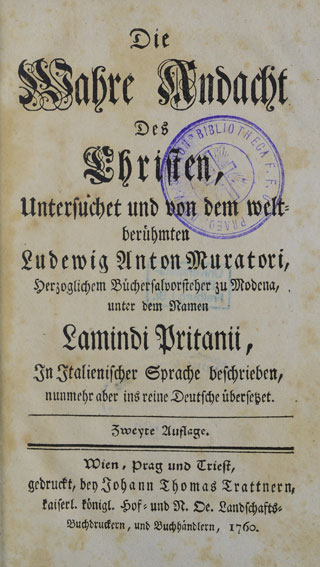 Die
Wahre Andacht
Des
Christen,
Untersuchet und von dem welt-
berühmten
Ludewig Anton Muratori,
Herzoglichem Büchersalvorsteher zu Modena,
unter dem Namen
Lamindi Pritanii,
In Italienischer Sprache beschrieben,
nunmehr aber ins reine Deutsche übersetzet.
Zweyte Auflage.
Wien, Prag und Triest,
gedruckt, bey Johann Thomas Trattnern,
kaiserl. königl. Hof- und N. Oe. Landschafts-
Buchdruckern, und Buchhändlern, 1760.
BIBLIOTHECA